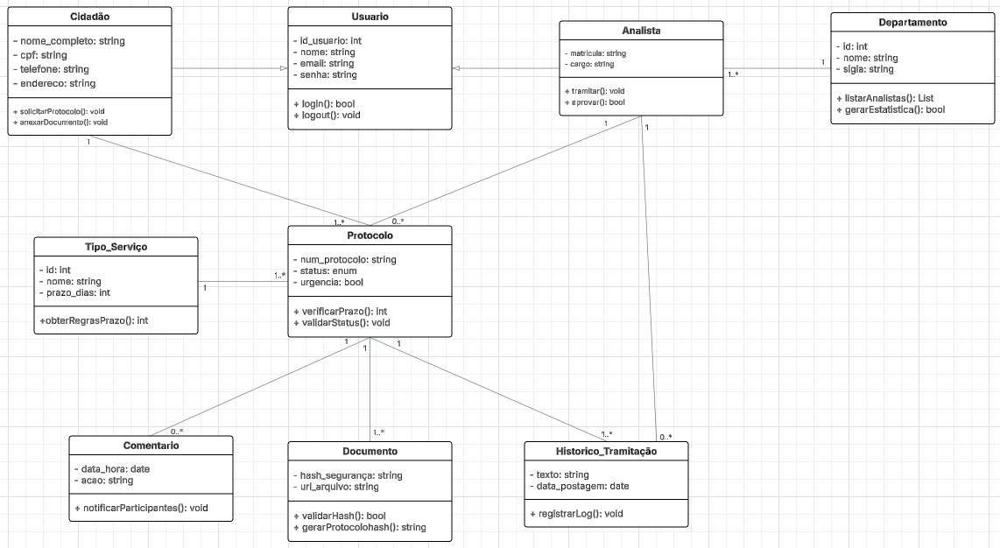 Cidadão
- nome_completo: string
- cpf: string
- telefone: string
- endereco: string
+ solicitarProtocolo(): void
+ anexarDocumento(): void
Usuario
- id_usuario: int
- nome: string
- email: string
- senha: string
+ login(): bool
+ logout(): void
Analista
- matricula: string
- cargo: string
+ tramitar(): void
+ aprovar(): bool
Departamento
- id: int
- nome: string
- sigla: string
+ listarAnalistas(): List
+ gerarEstatistica(): bool
1..*
1
1
1
1
1..*
0..*
Tipo_Serviço
- id: int
- nome: string
- prazo_dias: int
+obterRegrasPrazo(): int
1
1..*
Protocolo
- num_protocolo: string
- status: enum
- urgencia: bool
+ verificarPrazo(): int
+ validarStatus(): void
1
1
1
0..*
1..*
1..*
0..*
Comentario
- data_hora: date
- acao: string
+ notificarParticipantes(): void
Documento
- hash_segurança: string
- url_arquivo: string
+ validarHash(): bool
+ gerarProtocolohash(): string
Historico_Tramitação
- texto: string
- data_postagem: date
+ registrarLog(): void